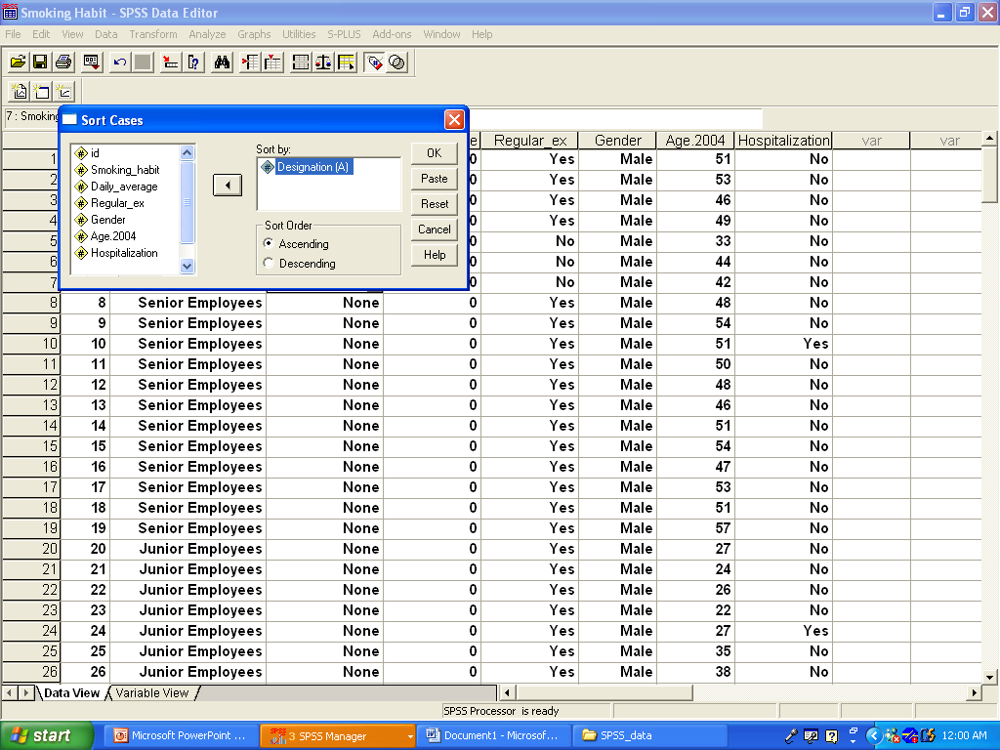 Smoking Habit - SPSS Data Editor
File Edit View Data Transform Analyze Graphs Utilities S-PLUS Add-ons Window Help
7 : Smoking
Sort Cases
id
Smoking_habit
Daily_average
Regular_ex
Gender
Age.2004
Hospitalization
Sort by:
Designation (A)
Sort Order
Ascending
Descending
OK
Paste
Reset
Cancel
Help
e Regular_ex Gender Age.2004 Hospitalization var var
1 0 Yes Male 51 No
2 0 Yes Male 53 No
3 0 Yes Male 46 No
4 0 Yes Male 49 No
5 0 No Male 33 No
6 0 No Male 44 No
7 0 No Male 42 No
8 8 Senior Employees None 0 Yes Male 48 No
9 9 Senior Employees None 0 Yes Male 54 No
10 10 Senior Employees None 0 Yes Male 51 Yes
11 11 Senior Employees None 0 Yes Male 50 No
12 12 Senior Employees None 0 Yes Male 48 No
13 13 Senior Employees None 0 Yes Male 46 No
14 14 Senior Employees None 0 Yes Male 51 No
15 15 Senior Employees None 0 Yes Male 54 No
16 16 Senior Employees None 0 Yes Male 47 No
17 17 Senior Employees None 0 Yes Male 53 No
18 18 Senior Employees None 0 Yes Male 51 No
19 19 Senior Employees None 0 Yes Male 57 No
20 20 Junior Employees None 0 Yes Male 27 No
21 21 Junior Employees None 0 Yes Male 24 No
22 22 Junior Employees None 0 Yes Male 26 No
23 23 Junior Employees None 0 Yes Male 22 No
24 24 Junior Employees None 0 Yes Male 27 Yes
25 25 Junior Employees None 0 Yes Male 35 No
26 26 Junior Employees None 0 Yes Male 38 No
Data View Variable View
SPSS Processor is ready
start Microsoft PowerPoint ... 3 SPSS Manager Document1 - Microsof... SPSS_data 12:00 AM